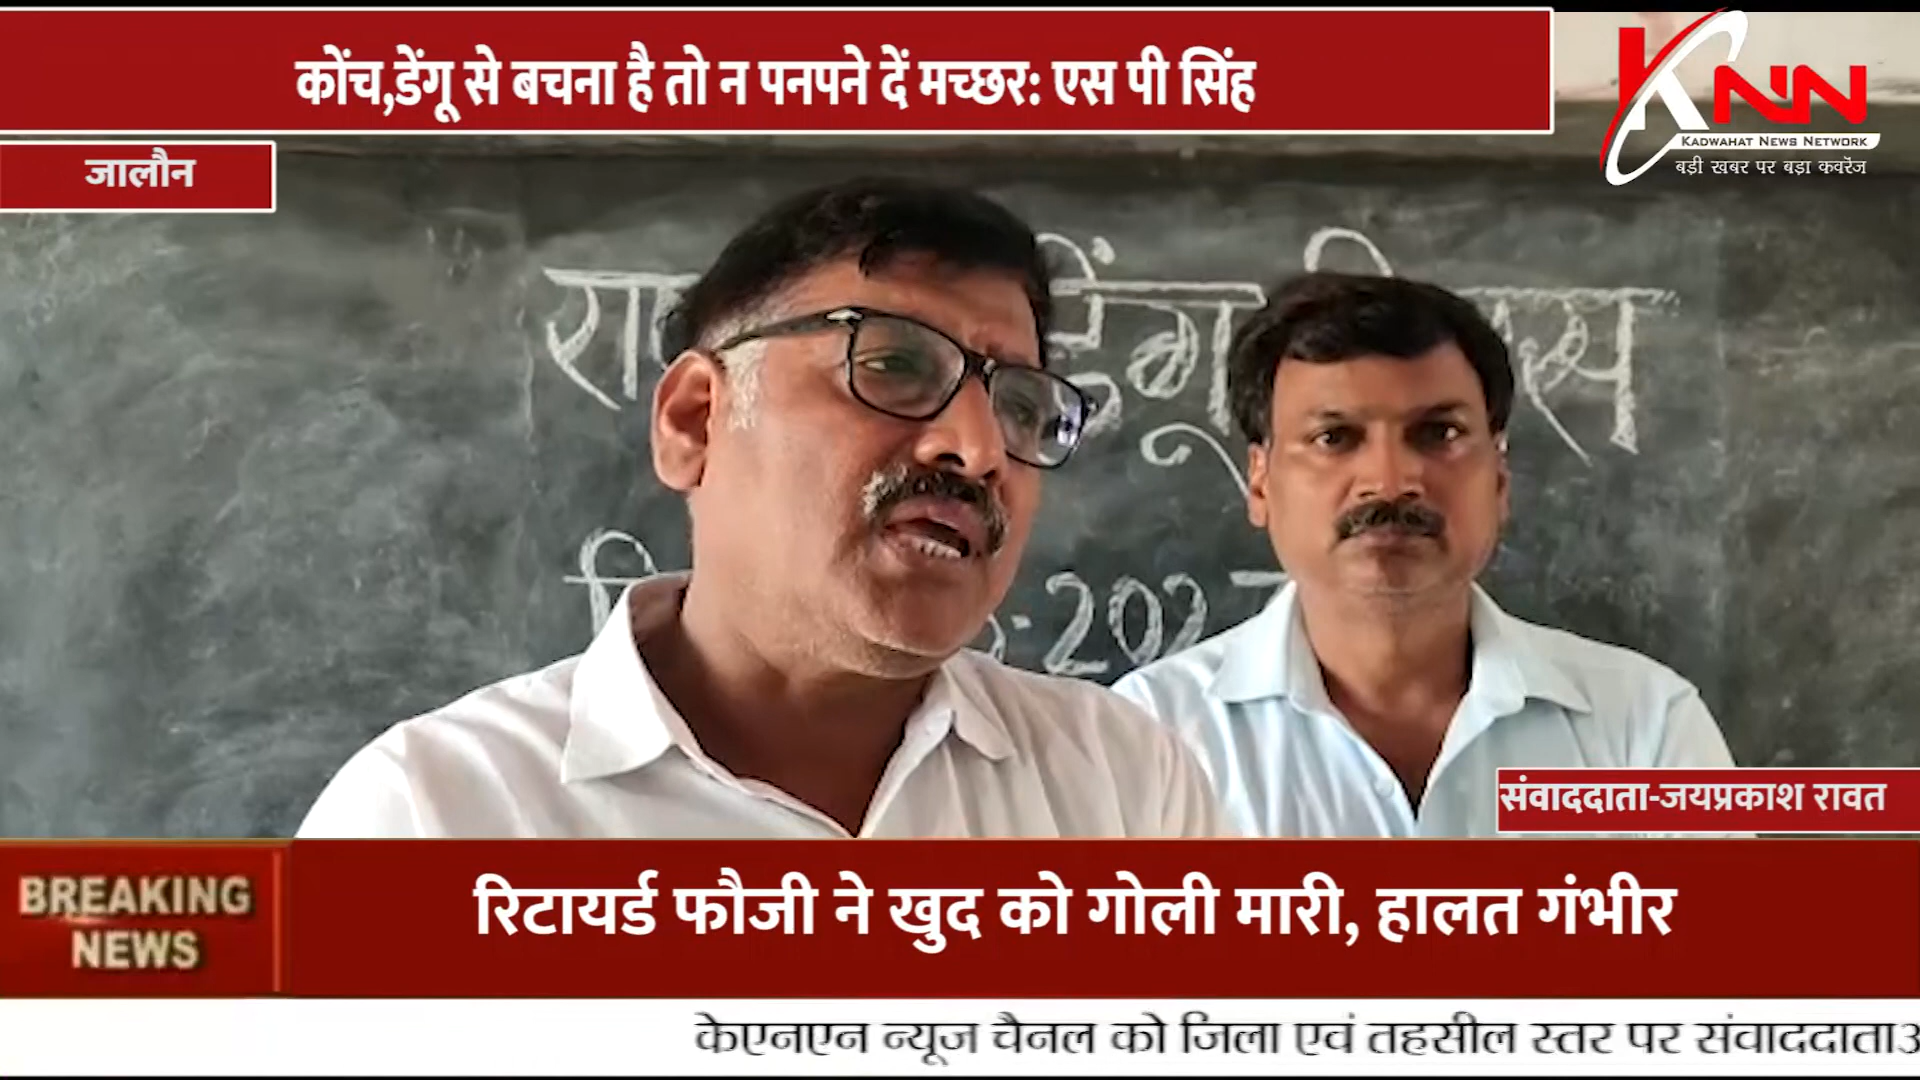 कोंच,डेंगू से बचना है तो न पनपने दें मच्छर: एस पी सिंह
KNN
KADWAHAT NEWS NETWORK
बड़ी खबर पर बड़ा कवरेज
जालौन
डेंगू
202
संवाददाता-जयप्रकाश रावत
BREAKING
NEWS
रिटायर्ड फौजी ने खुद को गोली मारी, हालत गंभीर
केएनएन न्यूज चैनल को जिला एवं तहसील स्तर पर संवाददाता